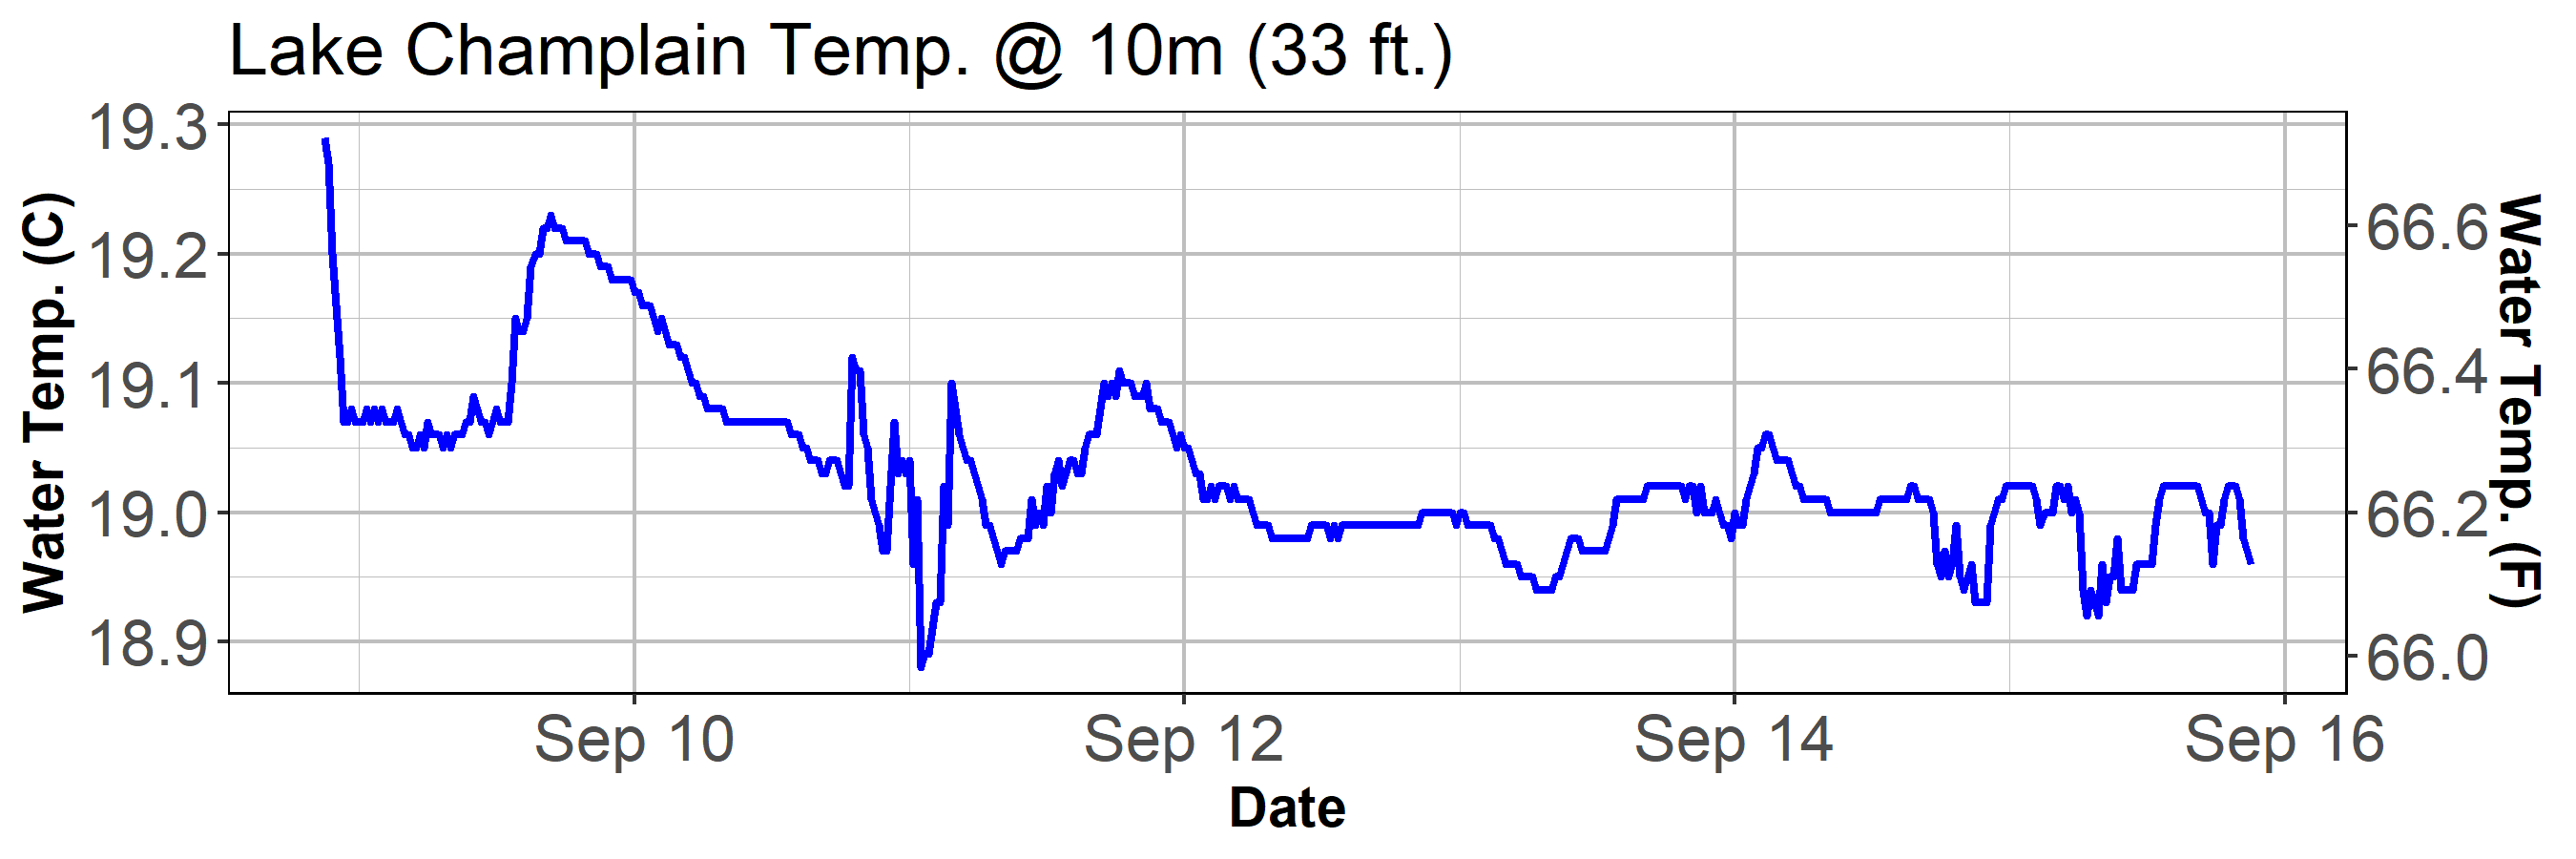 Lake Champlain Temp. @ 10m (33 ft.)
Water Temp. (C)
19.3
19.2
19.1
19.0
18.9
66.6
66.4
66.2
66.0
Water Temp. (F)
Sep 10
Sep 12
Sep 14
Sep 16
Date